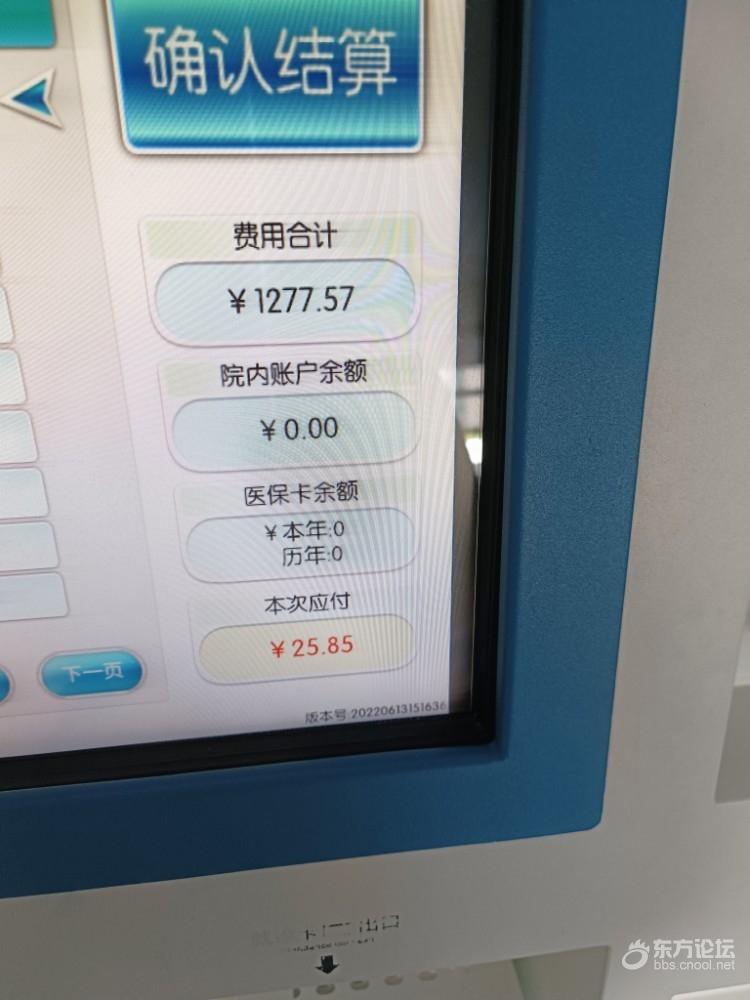 确认结算
费用合计
¥1277.57
院内账户余额
¥0.00
医保卡余额
¥本年:0
历年:0
本次应付
¥25.85
下一页
版本号 20220613151636
出口
东方论坛
bbs.cnool.net